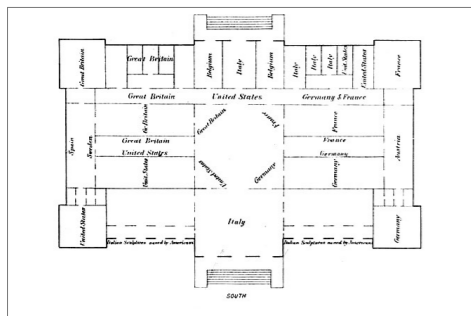 Great Britain
Great Britain
Belgium
Italy
Belgium
Italy
Italy
Italy
United States
France
Great Britain
United States
Germany & France
Spain
Sweden
Gt Britain
Great Britain
France
France
Austria
Great Britain
France
United States
Germany
United States
United States
Germany
Germany
United States
Italy
Germany
Italian Sculptures owned by Americans
Italian Sculptures owned by Americans
SOUTH